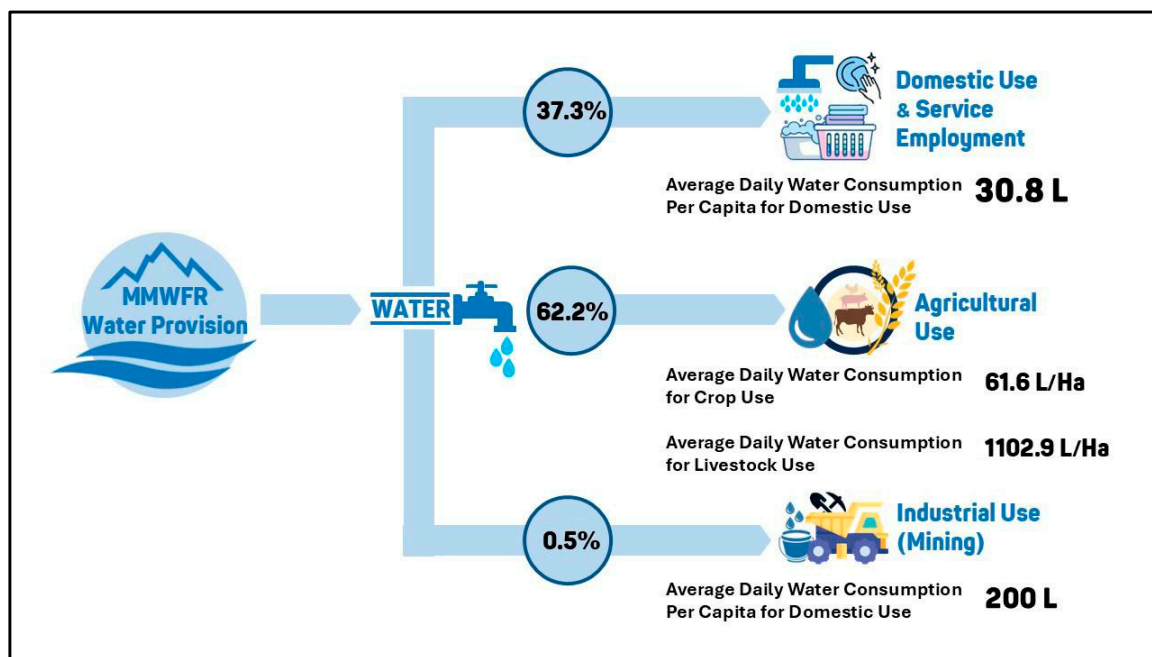 37.3%
Domestic Use
& Service
Employment
Average Daily Water Consumption
Per Capita for Domestic Use
30.8 L
MMWFR
Water Provision
WATER
62.2%
Agricultural
Use
Average Daily Water Consumption
for Crop Use
61.6 L/Ha
Average Daily Water Consumption
for Livestock Use
1102.9 L/Ha
0.5%
Industrial Use
(Mining)
Average Daily Water Consumption
Per Capita for Domestic Use
200 L